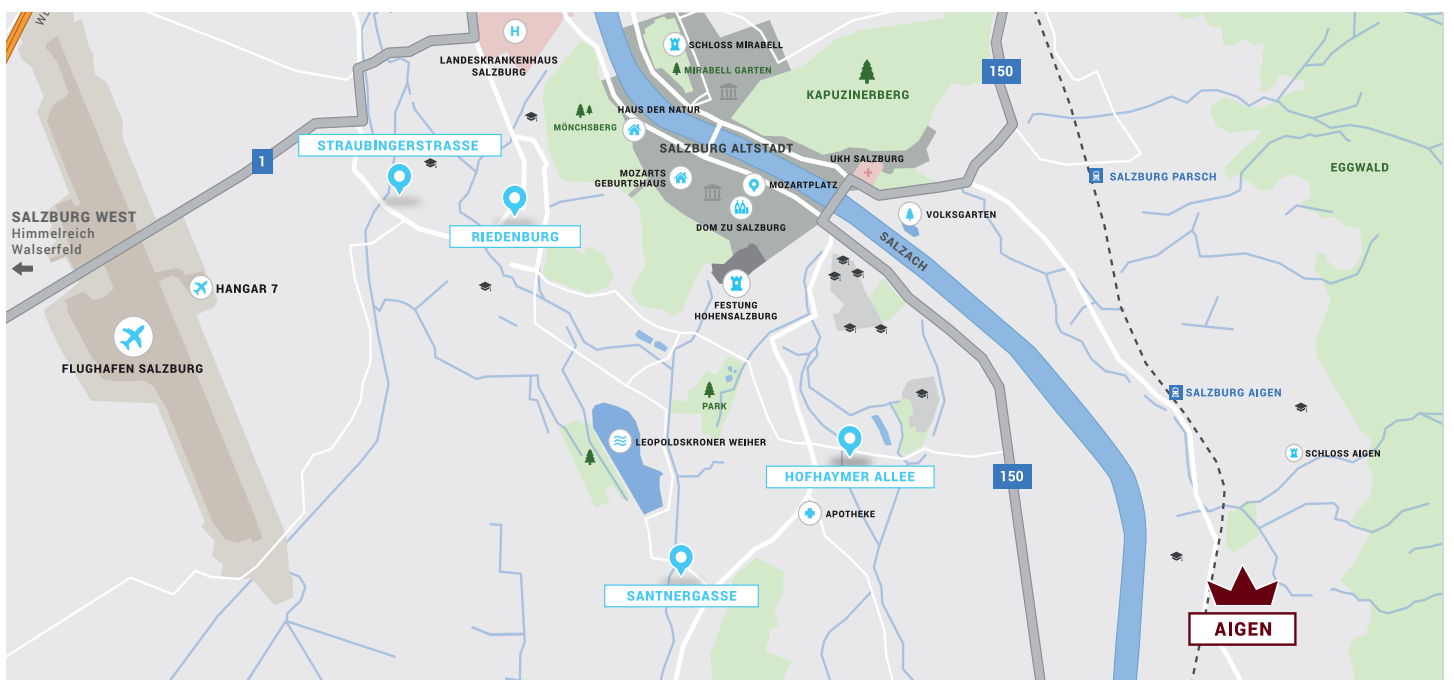 WE
H
LANDESKRANKENHAUS
SALZBURG
SCHLOSS MIRABELL
MIRABELL GARTEN
150
KAPUZINERBERG
HAUS DER NATUR
MÖNCHSBERG
STRAUBINGERSTRASSE
SALZBURG ALTSTADT
1
UKH SALZBURG
EGGWALD
MOZARTS
GEBURTSHAUS
MOZARTPLATZ
SALZBURG PARSCH
SALZBURG WEST
Himmelreich
Walserfeld
RIEDENBURG
DOM ZU SALZBURG
VOLKSGARTEN
SALZACH
HANGAR 7
FESTUNG
HOHENSALZBURG
FLUGHAFEN SALZBURG
SALZBURG AIGEN
PARK
LEOPOLDSKRONER WEIHER
SCHLOSS AIGEN
HOFHAYMER ALLEE
150
APOTHEKE
SANTNERGASSE
AIGEN